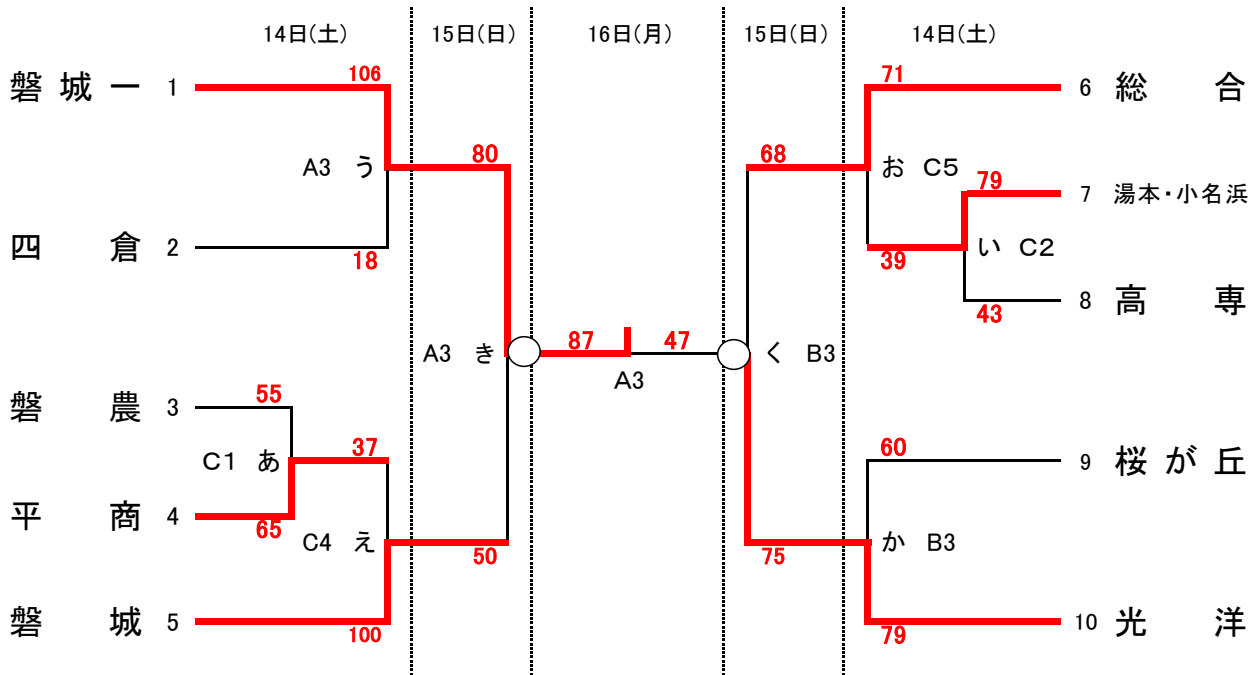 14日(土) 15日(日) 16日(月) 15日(日) 14日(土)
106 71
磐城一 1 6 総合
A3 う 80 68 お C5
79
7 湯本・小名浜
四倉 2 18 39 い C2
8 高専
43
87 47
A3 き く B3
A3
磐農 3 55
37 60
C1 あ 9 桜が丘
平商 4 65
C4 え 50 75 か B3
磐城 5 100 79 10 光洋